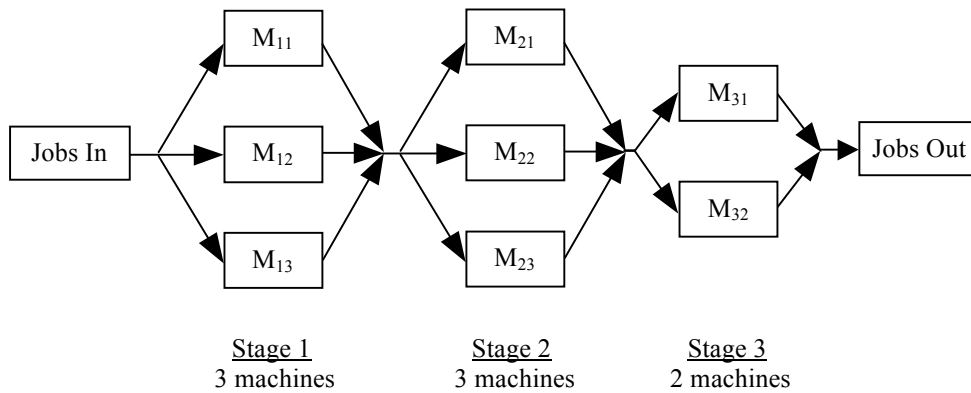 M₁₁
M₂₁
M₃₁
Jobs In
M₁₂
M₂₂
Jobs Out
M₃₂
M₁₃
M₂₃
Stage 1
3 machines
Stage 2
3 machines
Stage 3
2 machines